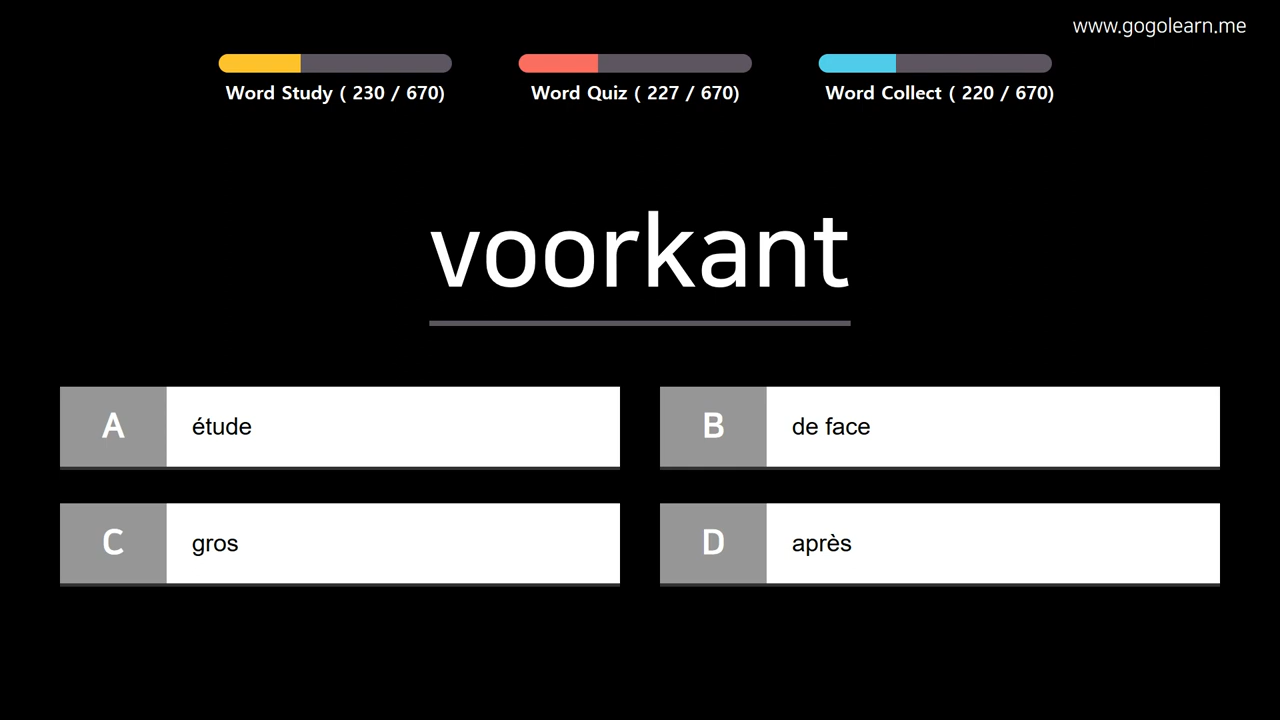 www.gogolearn.me
Word Study ( 230 / 670)
Word Quiz ( 227 / 670)
Word Collect ( 220 / 670)
voorkant
A
étude
B
de face
C
gros
D
après